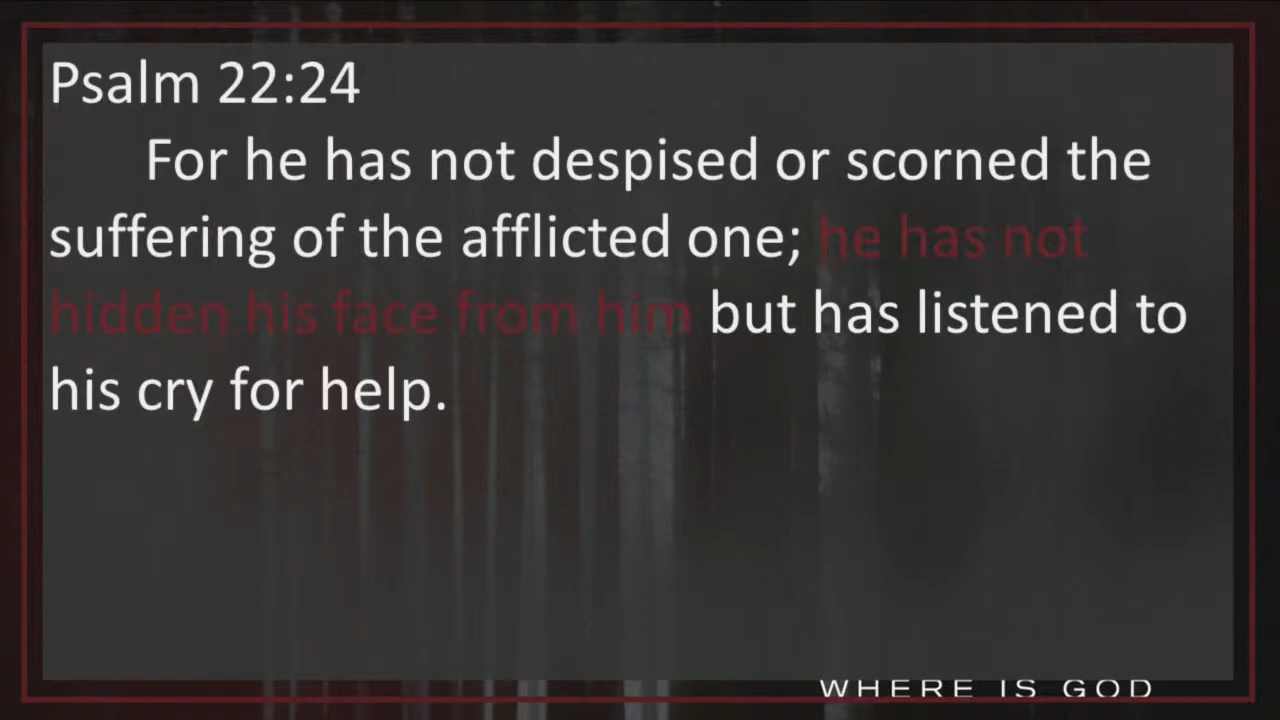 Psalm 22:24
For he has not despised or scorned the
suffering of the afflicted one; he has not
hidden his face from him but has listened to
his cry for help.
WHERE IS GOD